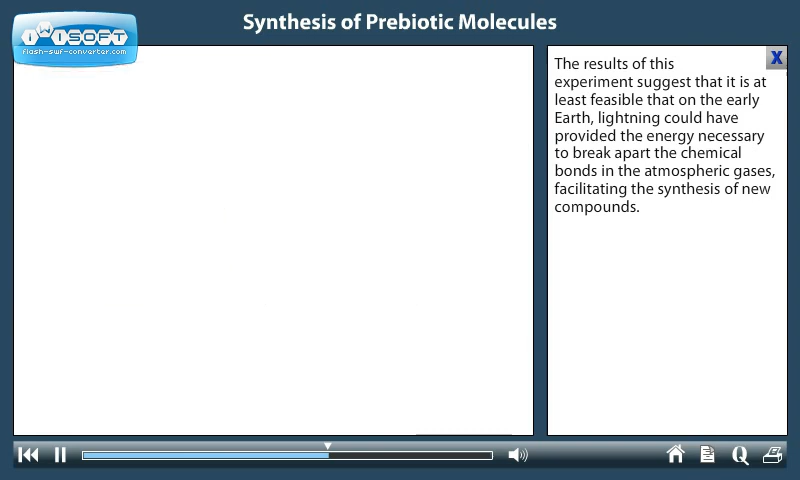 Synthesis of Prebiotic Molecules
iWiSOFT
flash-swf-converter.com
X
The results of this
experiment suggest that it is at
least feasible that on the early
Earth, lightning could have
provided the energy necessary
to break apart the chemical
bonds in the atmospheric gases,
facilitating the synthesis of new
compounds.
Q